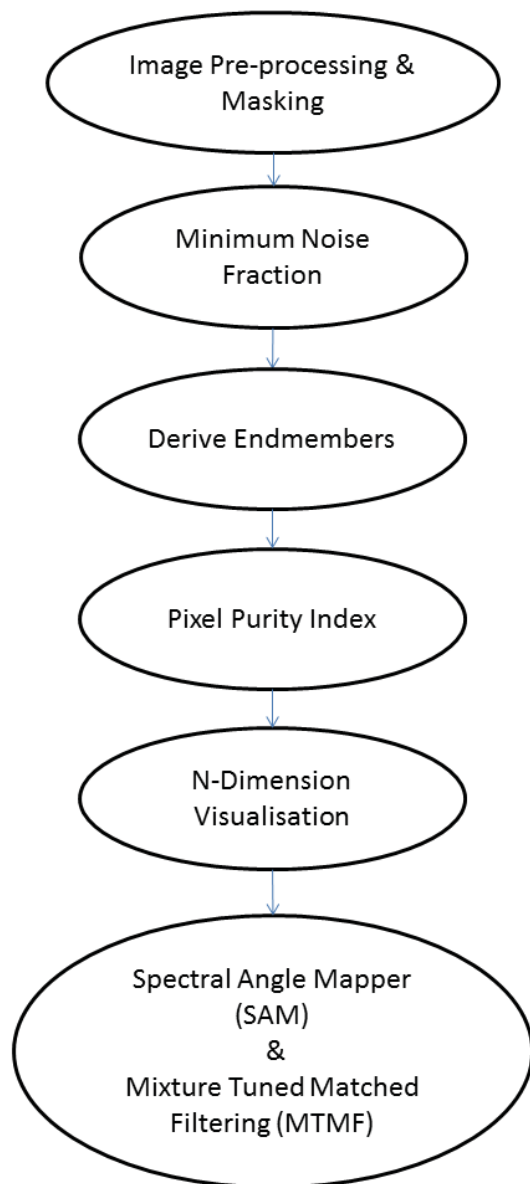 Image Pre-processing &
Masking
Minimum Noise
Fraction
Derive Endmembers
Pixel Purity Index
N-Dimension
Visualisation
Spectral Angle Mapper
(SAM)
&
Mixture Tuned Matched
Filtering (MTMF)